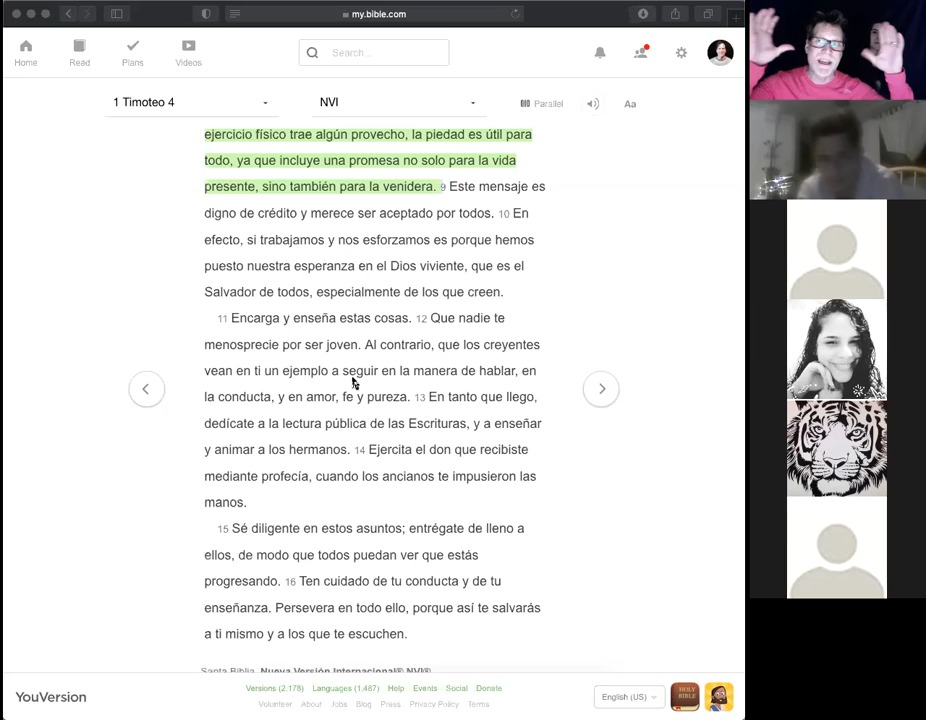 my.bible.com
Home Read Plans Videos
Search...
1 Timoteo 4 NVI Parallel Aa
ejercicio físico trae algún provecho, la piedad es útil para
todo, ya que incluye una promesa no solo para la vida
presente, sino también para la venidera. 9 Este mensaje es
digno de crédito y merece ser aceptado por todos. 10 En
efecto, si trabajamos y nos esforzamos es porque hemos
puesto nuestra esperanza en el Dios viviente, que es el
Salvador de todos, especialmente de los que creen.
11 Encarga y enseña estas cosas. 12 Que nadie te
menosprecie por ser joven. Al contrario, que los creyentes
vean en ti un ejemplo a seguir en la manera de hablar, en
la conducta, y en amor, fe y pureza. 13 En tanto que llego,
dedícate a la lectura pública de las Escrituras, y a enseñar
y animar a los hermanos. 14 Ejercita el don que recibiste
mediante profecía, cuando los ancianos te impusieron las
manos.
15 Sé diligente en estos asuntos; entrégate de lleno a
ellos, de modo que todos puedan ver que estás
progresando. 16 Ten cuidado de tu conducta y de tu
enseñanza. Persevera en todo ello, porque así te salvarás
a ti mismo y a los que te escuchen.
Santa Biblia, Nueva Versión Internacional® NVI®
YouVersion
Versions (2,178) Languages (1,487) Help Events Social Donate
Volunteer About Jobs Blog Press Privacy Policy Terms
English (US)
HOLY BIBLE